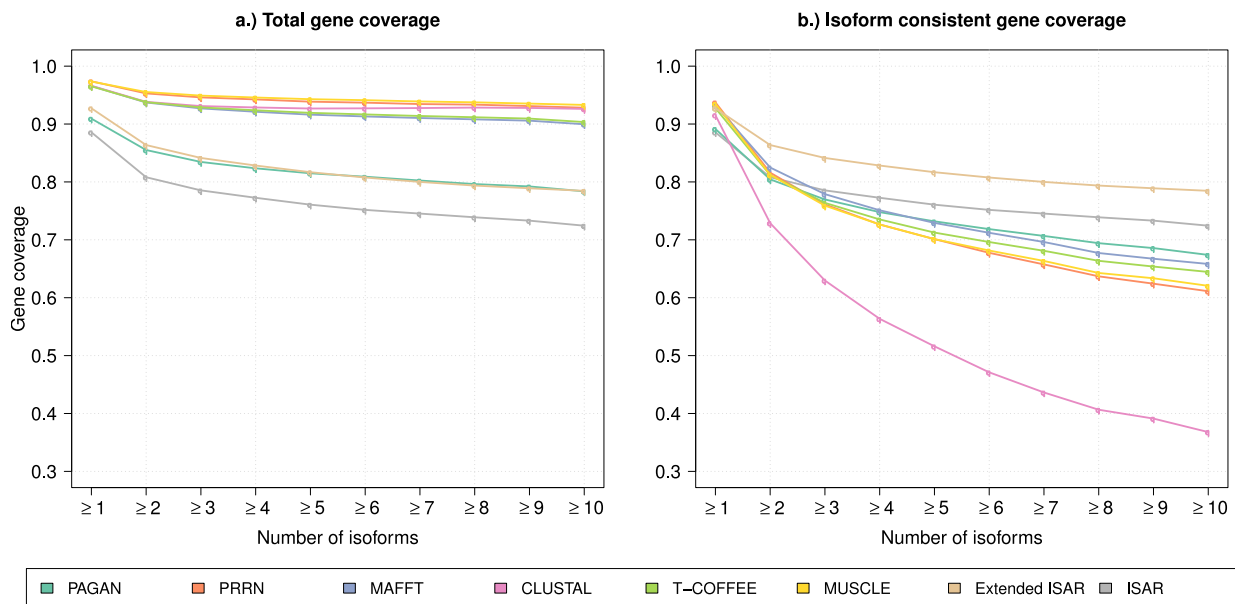 a.) Total gene coverage
b.) Isoform consistent gene coverage
Gene coverage
1.0
0.9
0.8
0.7
0.6
0.5
0.4
0.3
≥ 1 ≥ 2 ≥ 3 ≥ 4 ≥ 5 ≥ 6 ≥ 7 ≥ 8 ≥ 9 ≥ 10
Number of isoforms
1.0
0.9
0.8
0.7
0.6
0.5
0.4
0.3
≥ 1 ≥ 2 ≥ 3 ≥ 4 ≥ 5 ≥ 6 ≥ 7 ≥ 8 ≥ 9 ≥ 10
Number of isoforms
PAGAN PRRN MAFFT CLUSTAL T−COFFEE MUSCLE Extended ISAR ISAR